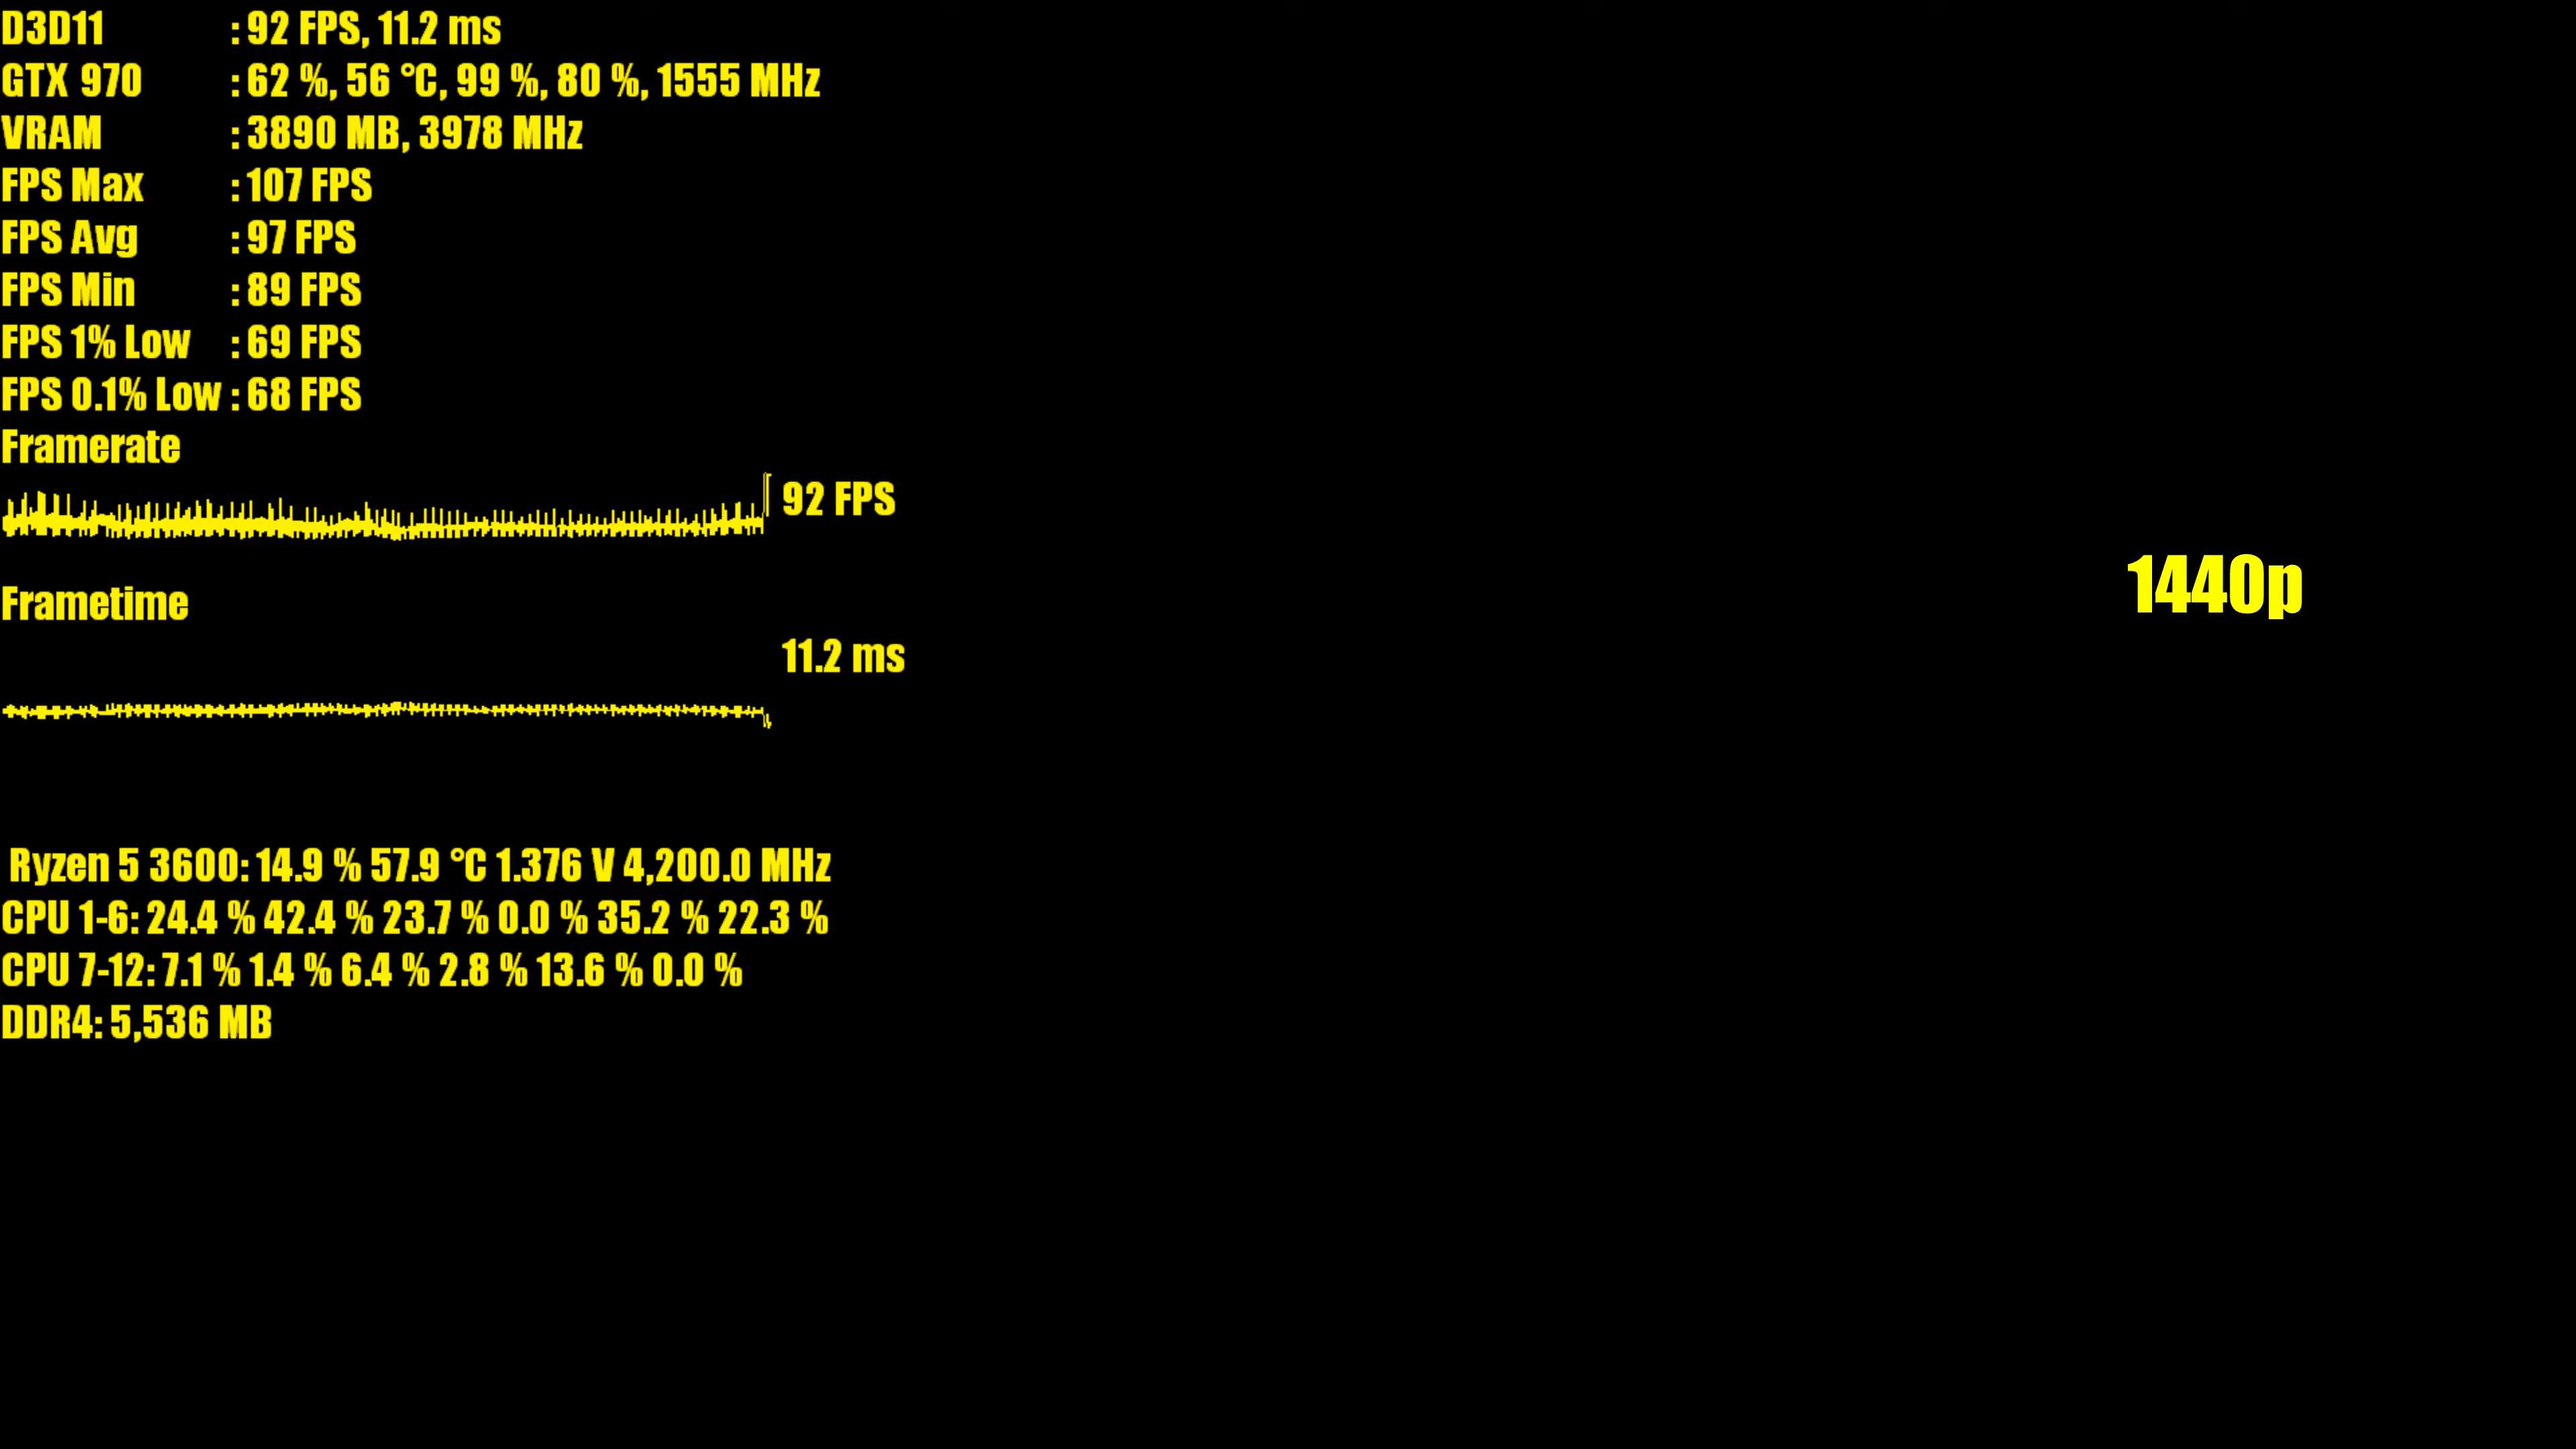 D3D11 : 92 FPS, 11.2 ms
GTX 970 : 62 %, 56 °C, 99 %, 80 %, 1555 MHz
VRAM : 3890 MB, 3978 MHz
FPS Max : 107 FPS
FPS Avg : 97 FPS
FPS Min : 89 FPS
FPS 1% Low : 69 FPS
FPS 0.1% Low : 68 FPS
Framerate
92 FPS
1440p
Frametime
11.2 ms
Ryzen 5 3600: 14.9 % 57.9 °C 1.376 V 4,200.0 MHz
CPU 1-6: 24.4 % 42.4 % 23.7 % 0.0 % 35.2 % 22.3 %
CPU 7-12: 7.1 % 1.4 % 6.4 % 2.8 % 13.6 % 0.0 %
DDR4: 5,536 MB